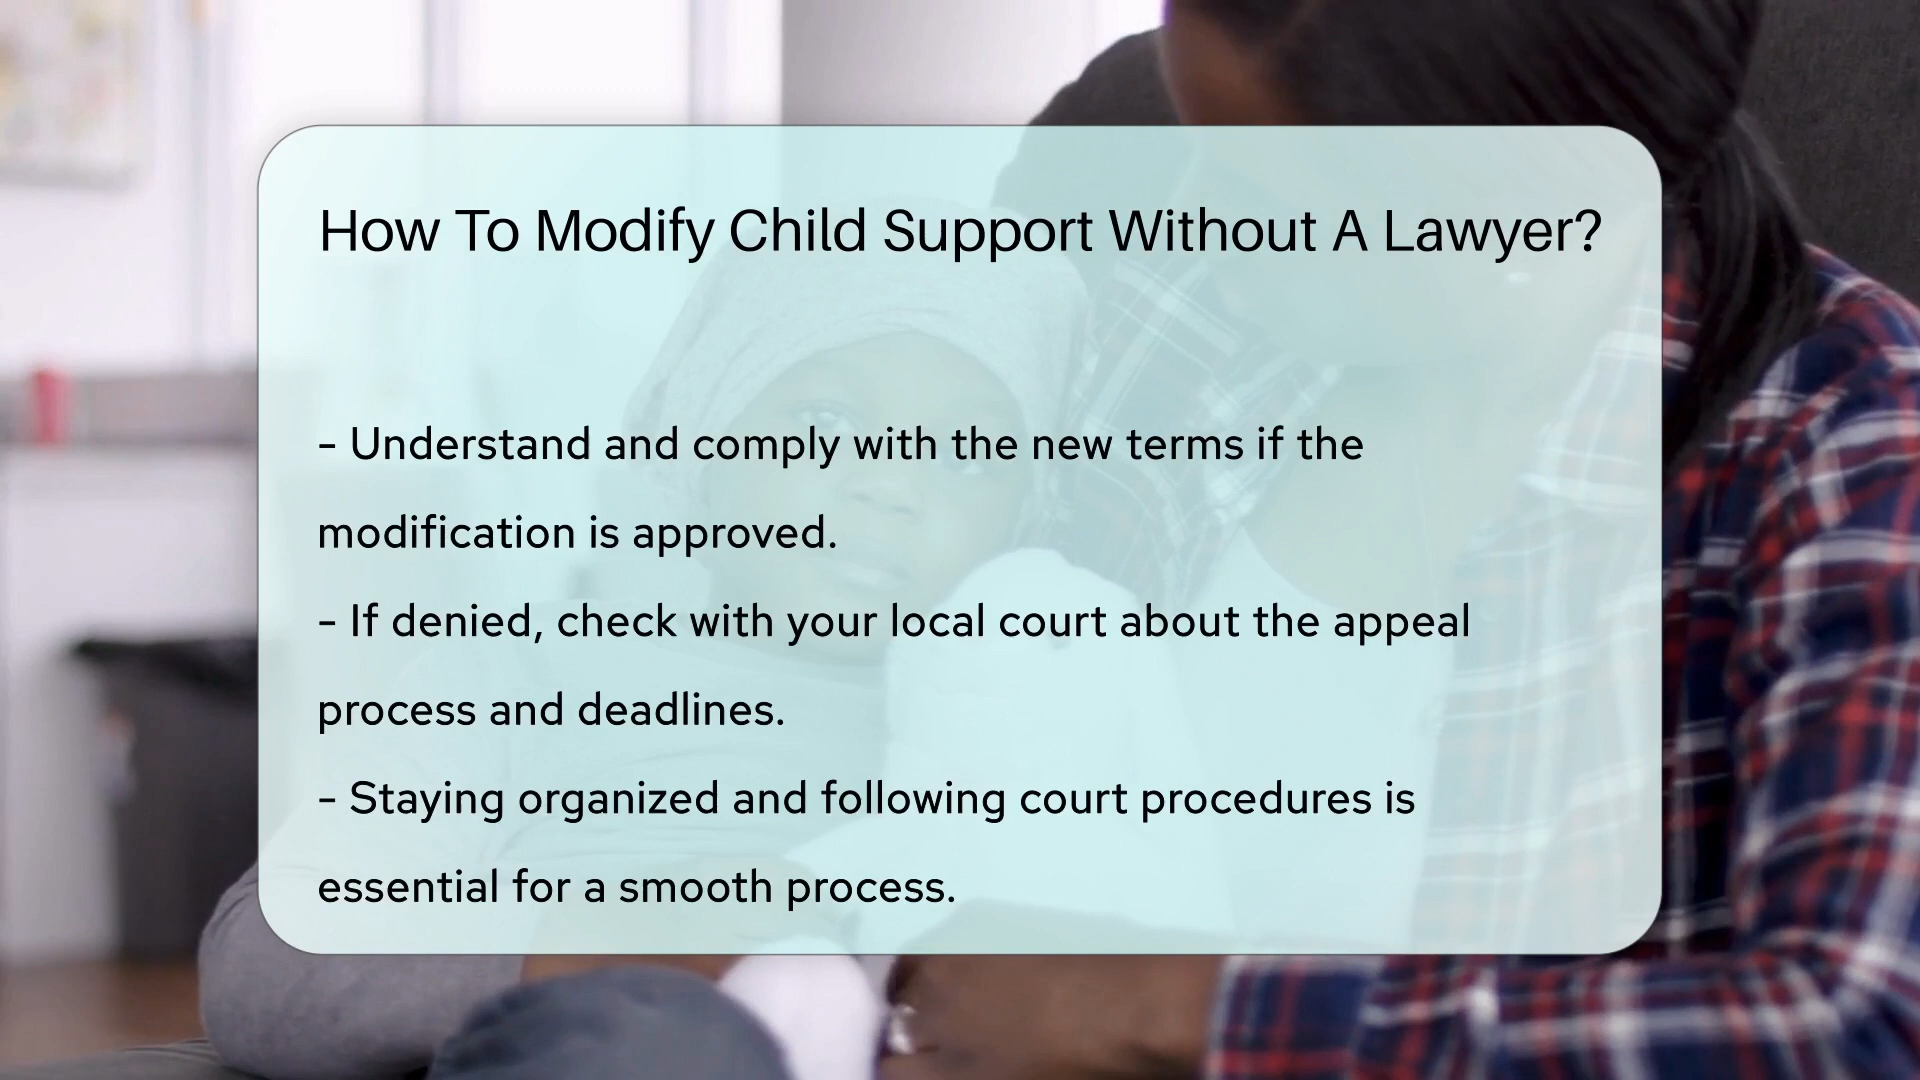 How To Modify Child Support Without A Lawyer?
- Understand and comply with the new terms if the
modification is approved.
- If denied, check with your local court about the appeal
process and deadlines.
- Staying organized and following court procedures is
essential for a smooth process.